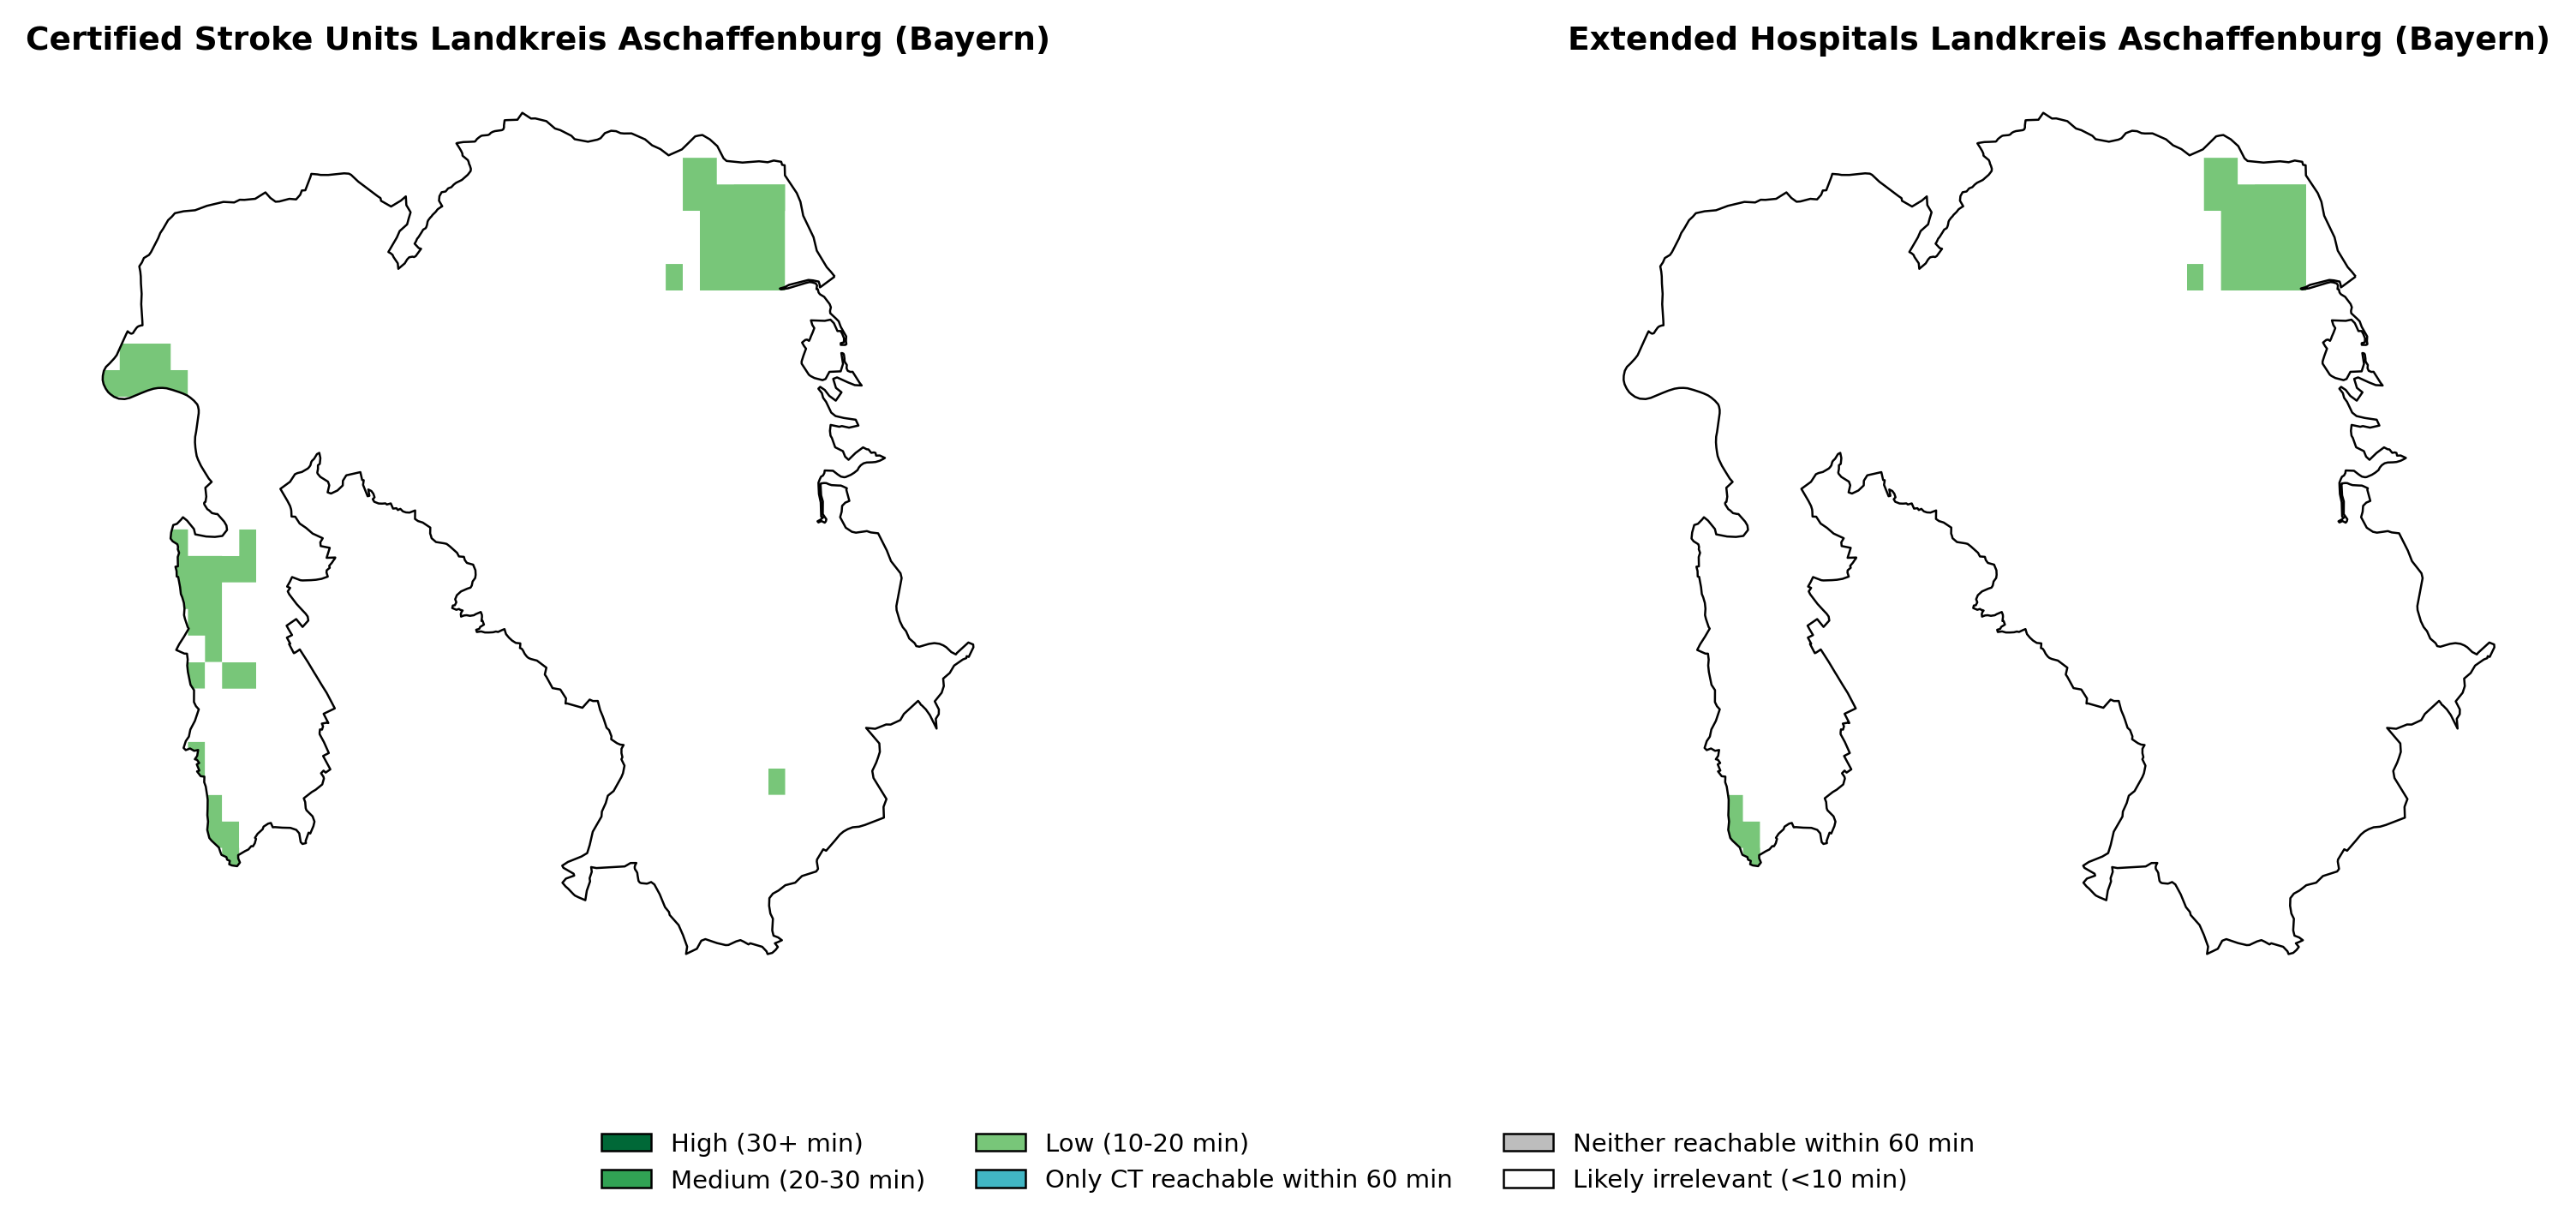 Certified Stroke Units Landkreis Aschaffenburg (Bayern)
Extended Hospitals Landkreis Aschaffenburg (Bayern)
High (30+ min)
Medium (20-30 min)
Low (10-20 min)
Only CT reachable within 60 min
Neither reachable within 60 min
Likely irrelevant (<10 min)